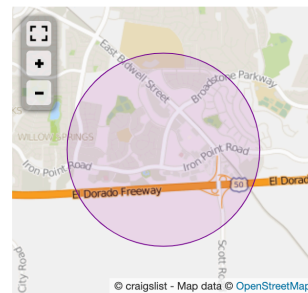 East Bidwell Street
Broadstone Parkway
WILLOW SPRINGS
Iron Point Road
Iron Point Road
El Dorado Freeway
50
El Dorad
Scott Ro
City Ro
© craigslist - Map data © OpenStreetMap